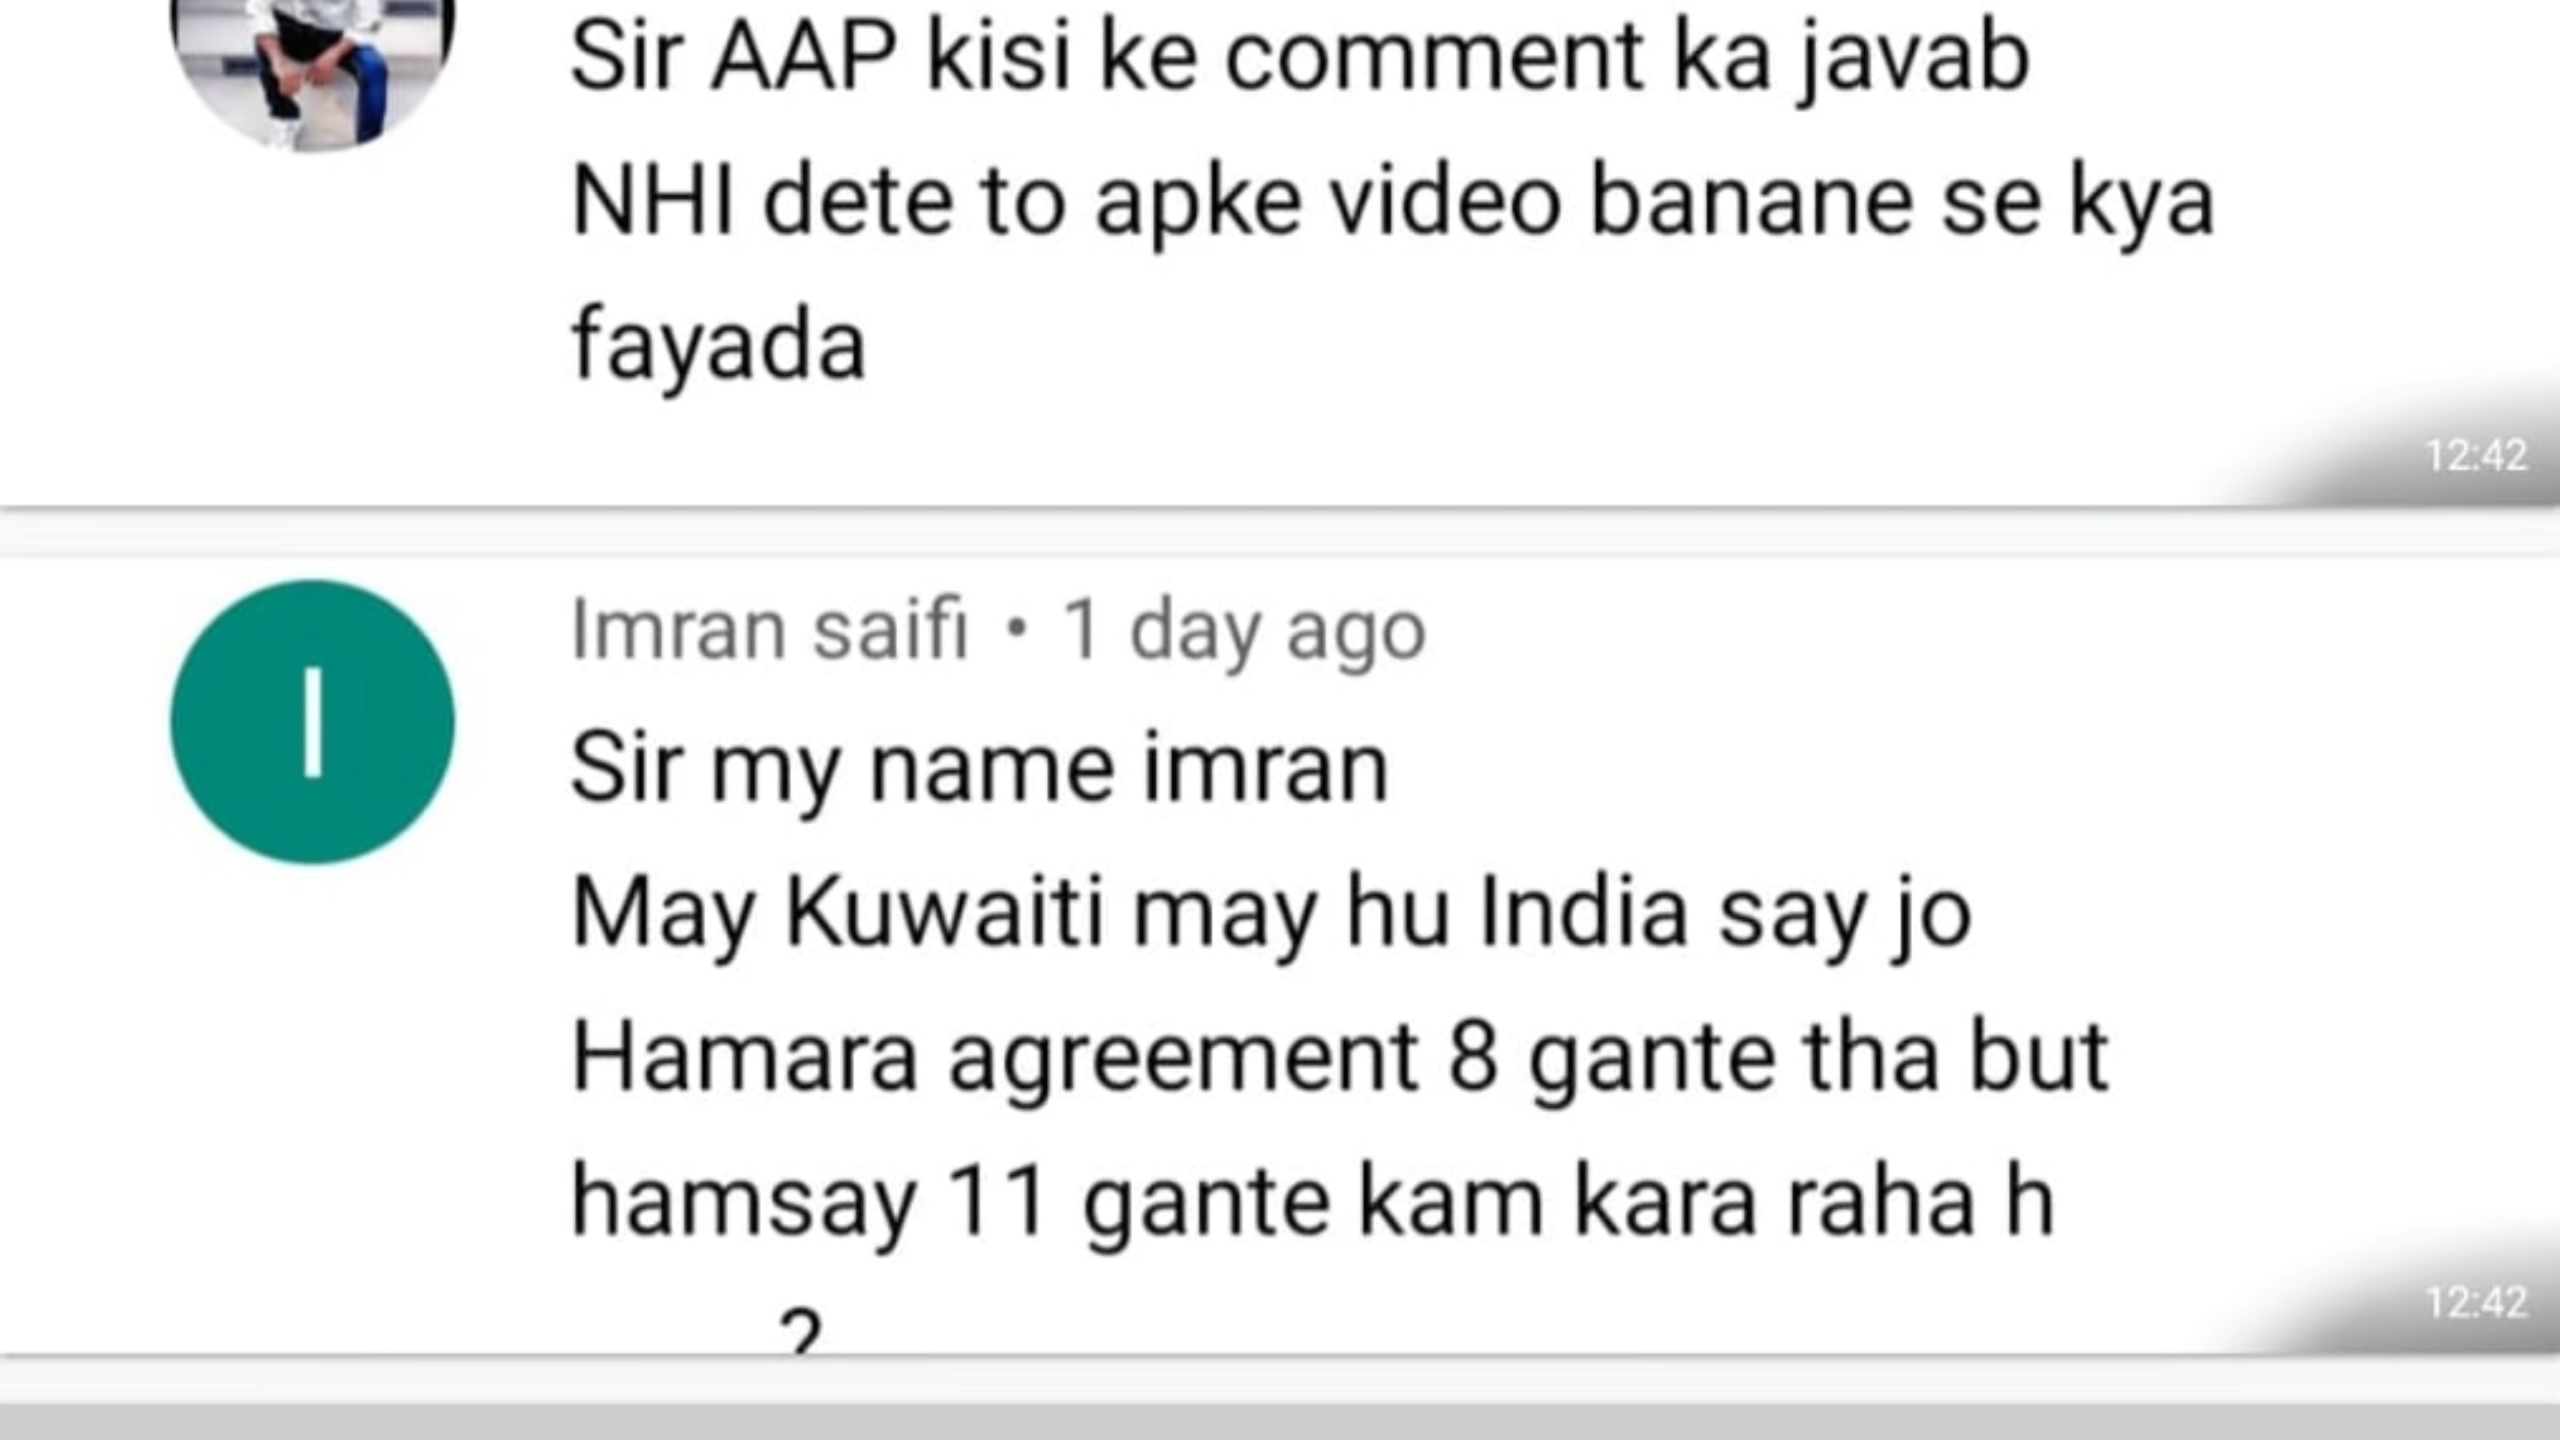 Sir AAP kisi ke comment ka javab
NHI dete to apke video banane se kya
fayada
12:42
I
Imran saifi • 1 day ago
Sir my name imran
May Kuwaiti may hu India say jo
Hamara agreement 8 gante tha but
hamsay 11 gante kam kara raha h
?
12:42